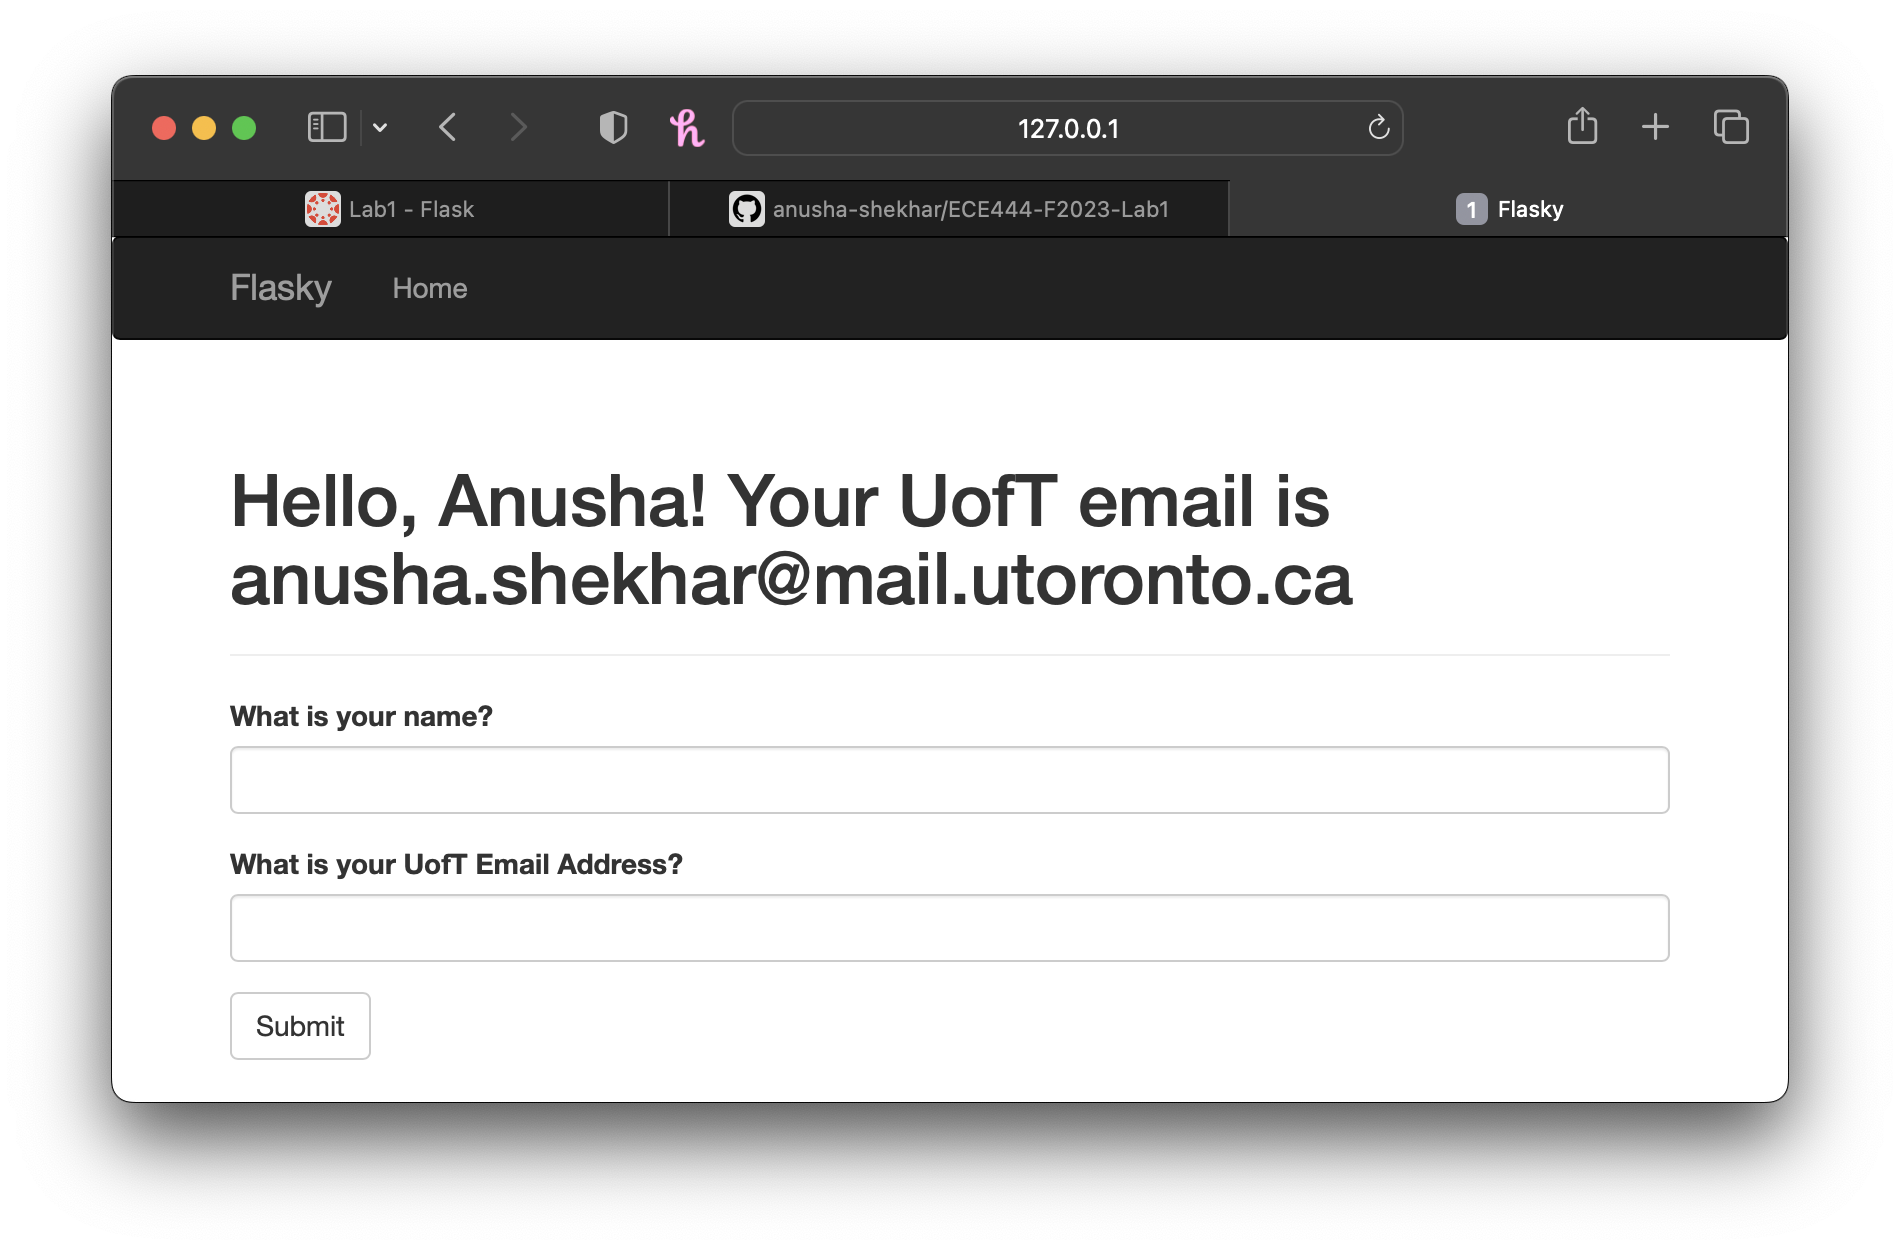 127.0.0.1
Lab1 - Flask
anusha-shekhar/ECE444-F2023-Lab1
1 Flasky
Flasky Home
Hello, Anusha! Your UofT email is
anusha.shekhar@mail.utoronto.ca
What is your name?
What is your UofT Email Address?
Submit